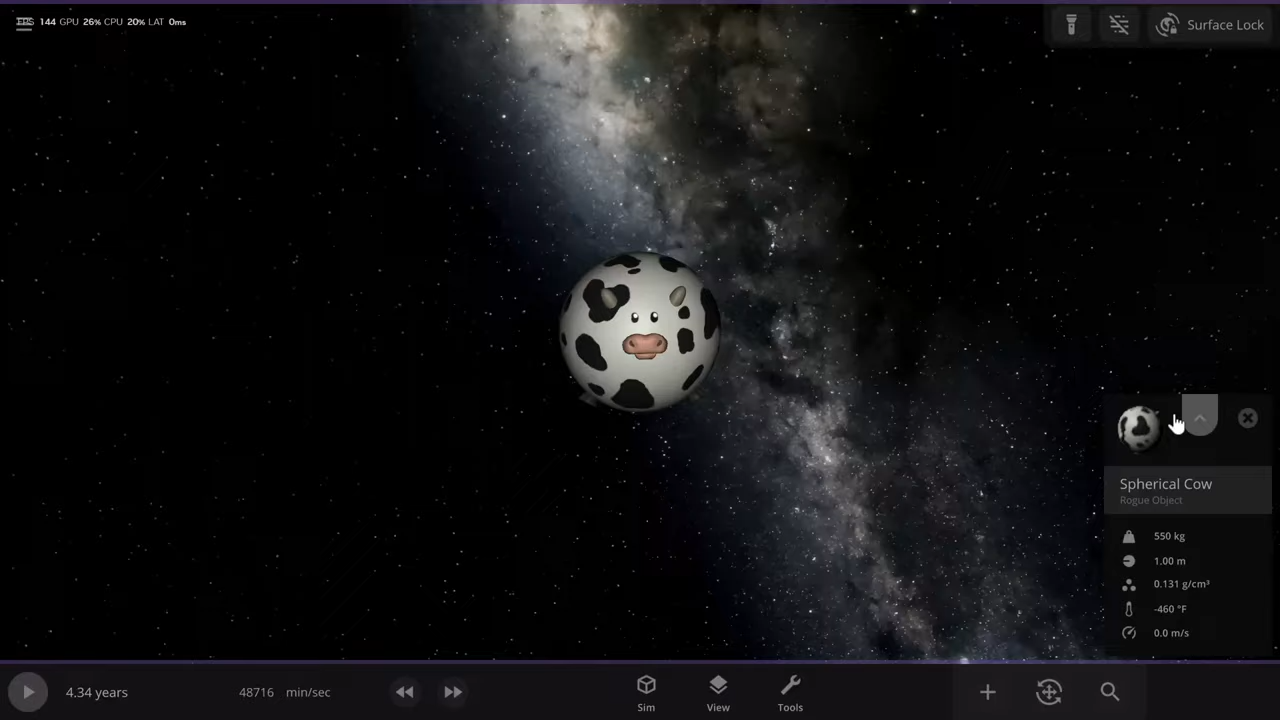 FPS 144 GPU 26% CPU 20% LAT 0ms
Surface Lock
Spherical Cow
Rogue Object
550 kg
1.00 m
0.131 g/cm³
-460 °F
0.0 m/s
4.34 years
48716 min/sec
Sim
View
Tools